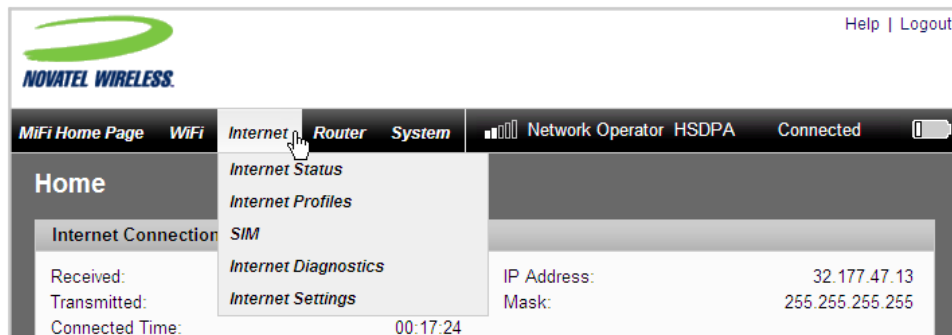 Help | Logout
NOVATEL WIRELESS.
MiFi Home Page WiFi Internet Router System Network Operator HSDPA Connected
Internet Status
Home
Internet Profiles
Internet Connection SIM
Internet Diagnostics
Received: IP Address: 32.177.47.13
Transmitted: Internet Settings Mask: 255.255.255.255
Connected Time: 00:17:24